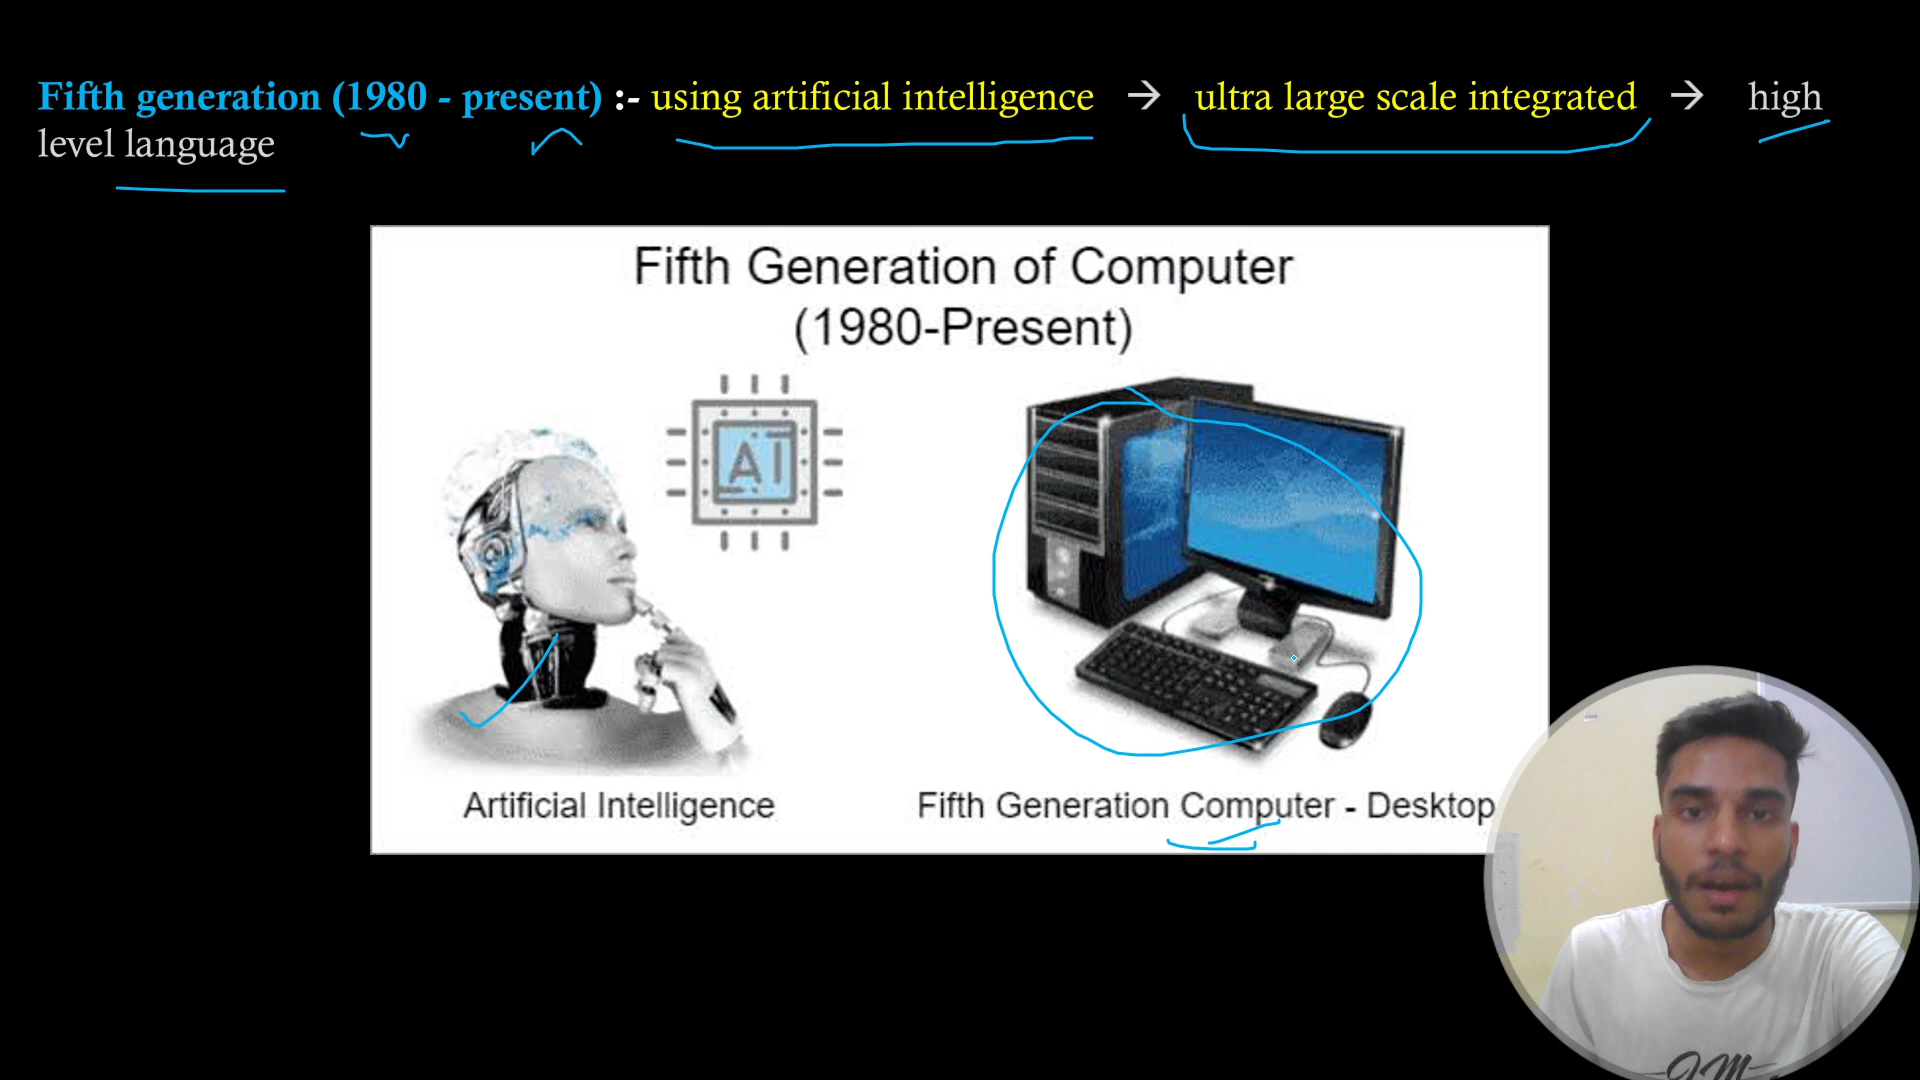 Fifth generation (1980 - present) :- using artificial intelligence → ultra large scale integrated → high
level language
Fifth Generation of Computer
(1980-Present)
AI
Artificial Intelligence
Fifth Generation Computer - Desktop